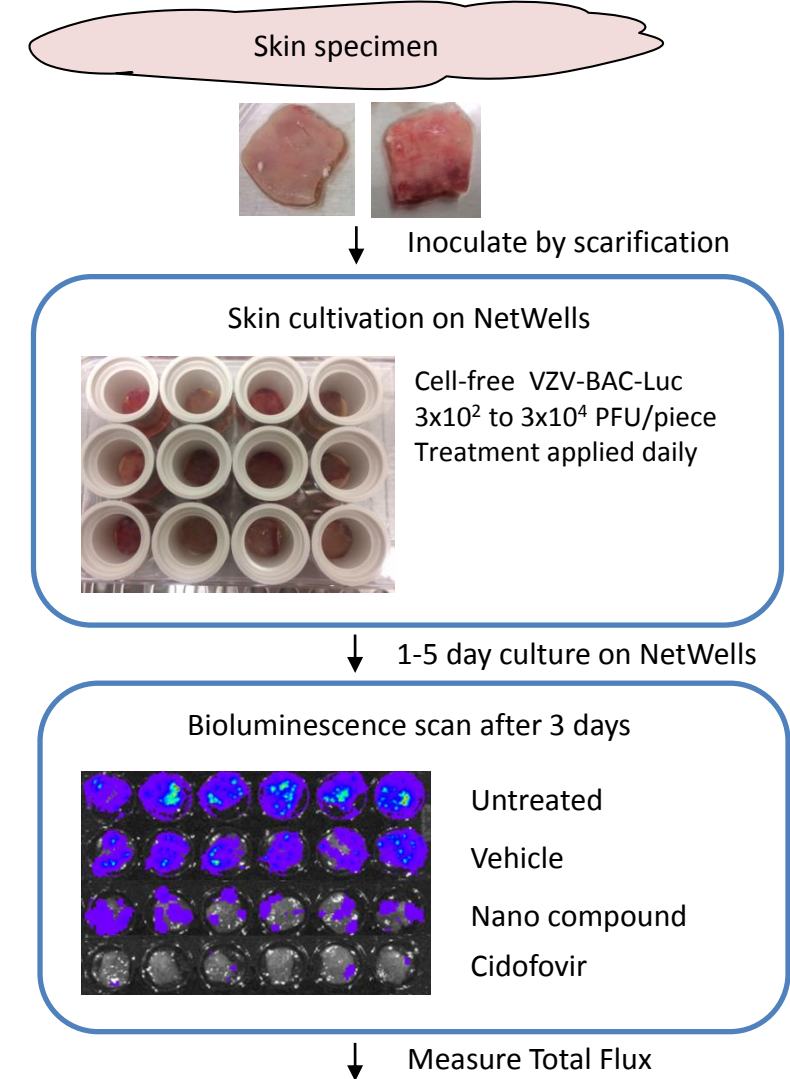 Skin specimen
Inoculate by scarification
Skin cultivation on NetWells
Cell-free  VZV-BAC-Luc
3x10² to 3x10⁴ PFU/piece
Treatment applied daily
1-5 day culture on NetWells
Bioluminescence scan after 3 days
Untreated
Vehicle
Nano compound
Cidofovir
Measure Total Flux